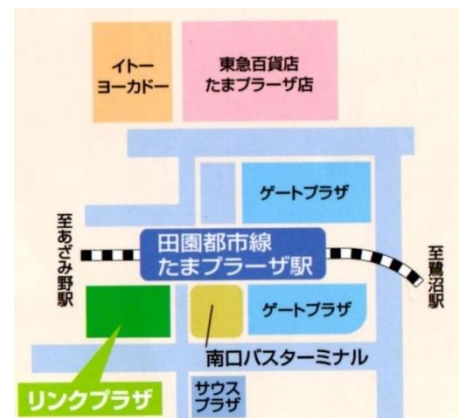 イトー
ヨーカドー
東急百貨店
たまプラーザ店
ゲートプラザ
至あざみ野駅
田園都市線
たまプラーザ駅
至鷺沼駅
ゲートプラザ
南口バスターミナル
リンクプラザ
サウス
プラザ